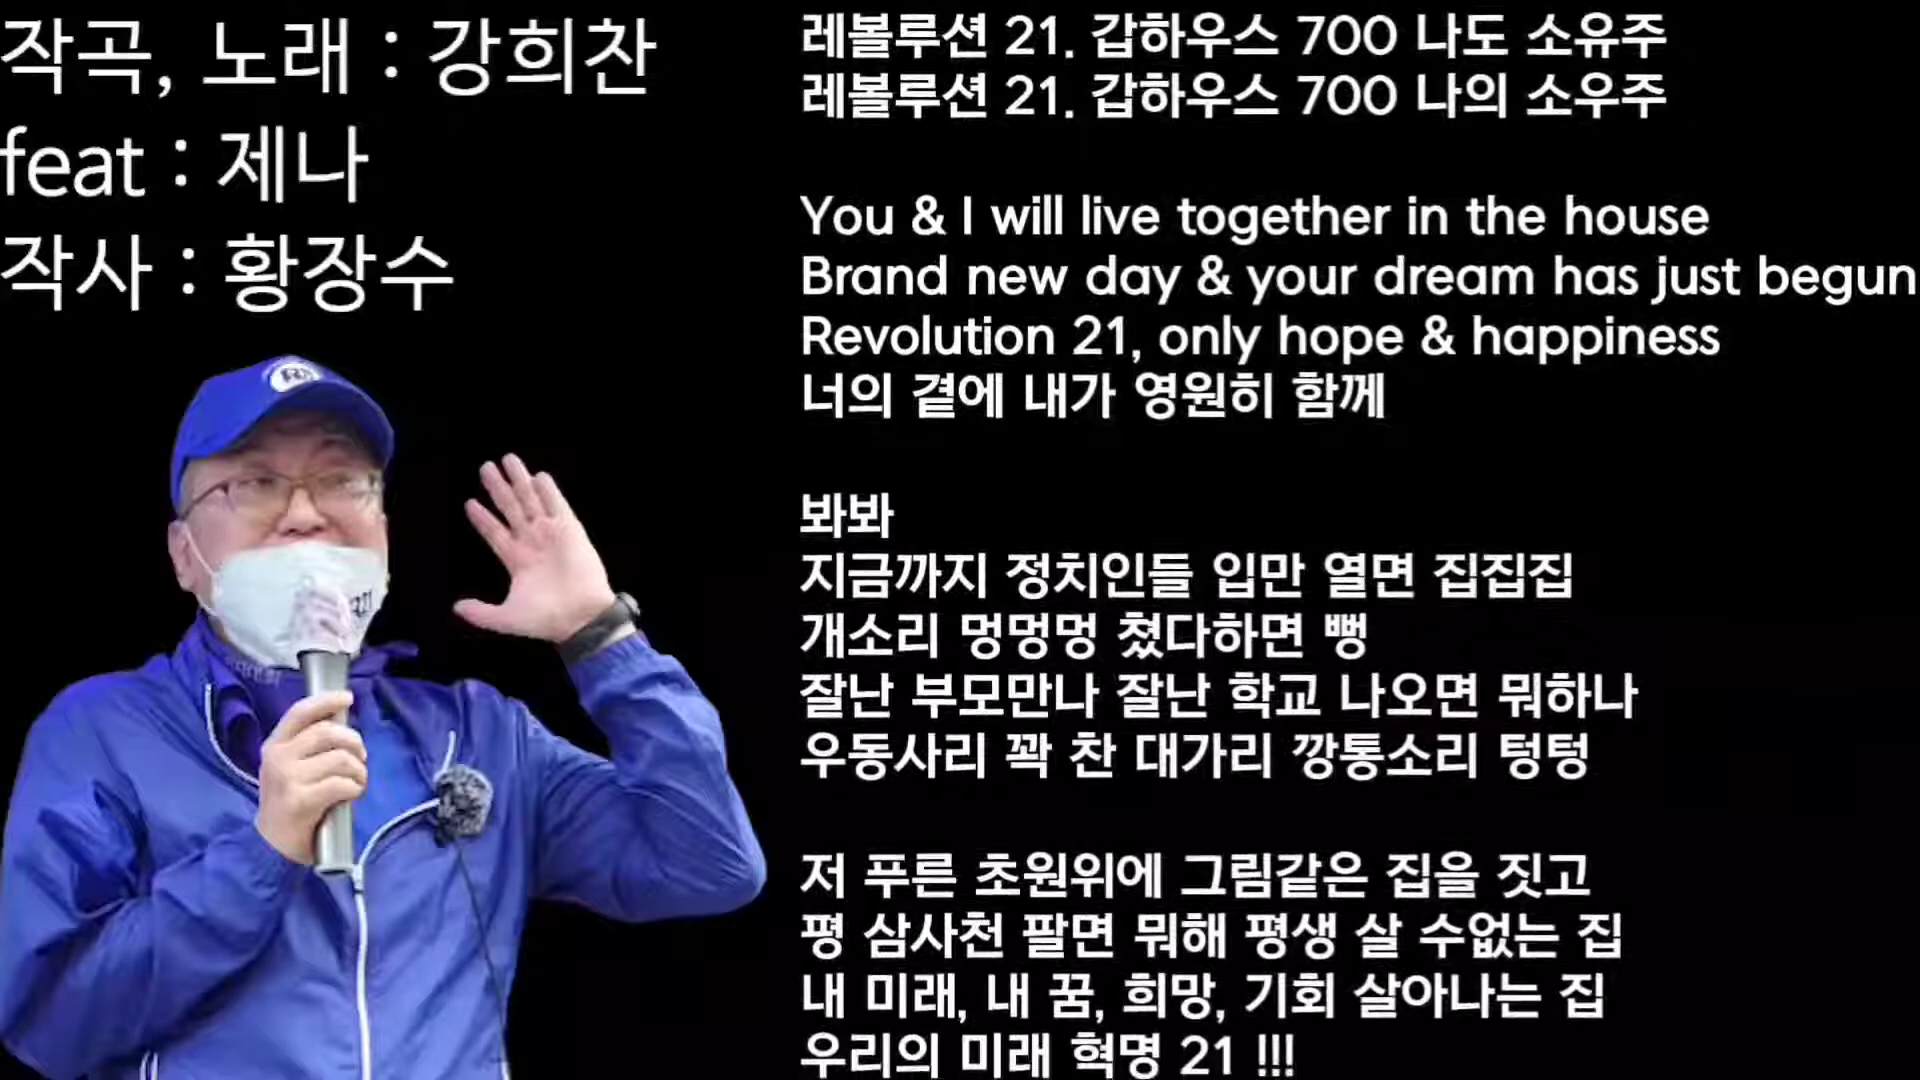 작곡, 노래 : 강희찬
feat : 제나
작사 : 황장수
레볼루션 21. 갑하우스 700 나도 소유주
레볼루션 21. 갑하우스 700 나의 소우주
You & I will live together in the house
Brand new day & your dream has just begun
Revolution 21, only hope & happiness
너의 곁에 내가 영원히 함께
봐봐
지금까지 정치인들 입만 열면 집집집
개소리 멍멍멍 쳤다하면 뻥
잘난 부모만나 잘난 학교 나오면 뭐하나
우동사리 꽉 찬 대가리 깡통소리 텅텅
저 푸른 초원위에 그림같은 집을 짓고
평 삼사천 팔면 뭐해 평생 살 수없는 집
내 미래, 내 꿈, 희망, 기회 살아나는 집
우리의 미래 혁명 21 !!!